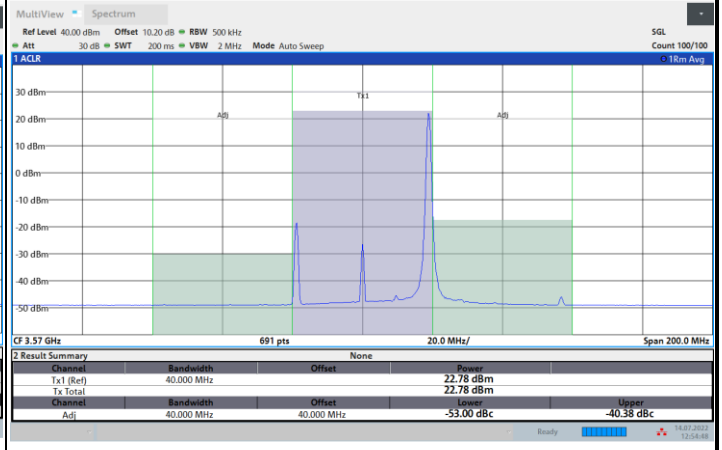 MultiView Spectrum
Ref Level 40.00 dBm Offset 10.20 dB RBW 500 kHz SGL
Att 30 dB SWT 200 ms VBW 2 MHz Mode Auto Sweep Count 100/100
1 ACLR 1Rm Avg
30 dBm
Tx1
20 dBm Adj Adj
10 dBm
0 dBm
-10 dBm
-20 dBm
-30 dBm
-40 dBm
-50 dBm
CF 3.57 GHz 691 pts 20.0 MHz/ Span 200.0 MHz
2 Result Summary None
Channel Bandwidth Offset Power
Tx1 (Ref) 40.000 MHz 22.78 dBm
Tx Total 22.78 dBm
Channel Bandwidth Offset Lower Upper
Adj 40.000 MHz 40.000 MHz -53.00 dBc -40.38 dBc
Ready 14.07.2022
12:54:48